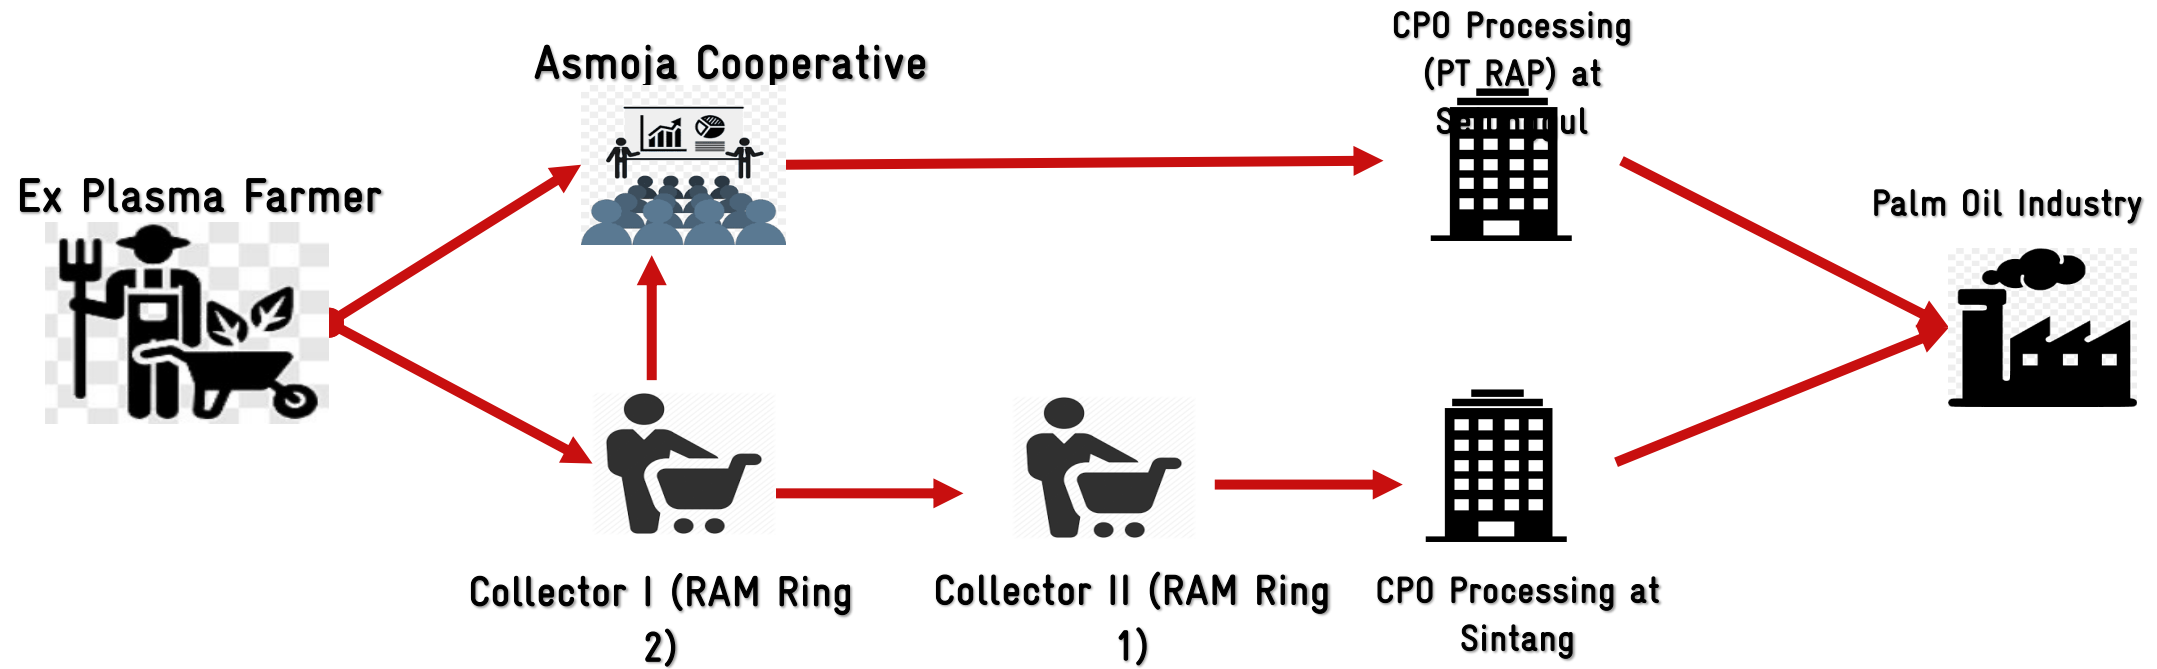 CPO Processing
(PT RAP) at
Asmoja Cooperative
Ex Plasma Farmer
Palm Oil Industry
Collector I (RAM Ring
2)
Collector II (RAM Ring
1)
CPO Processing at
Sintang